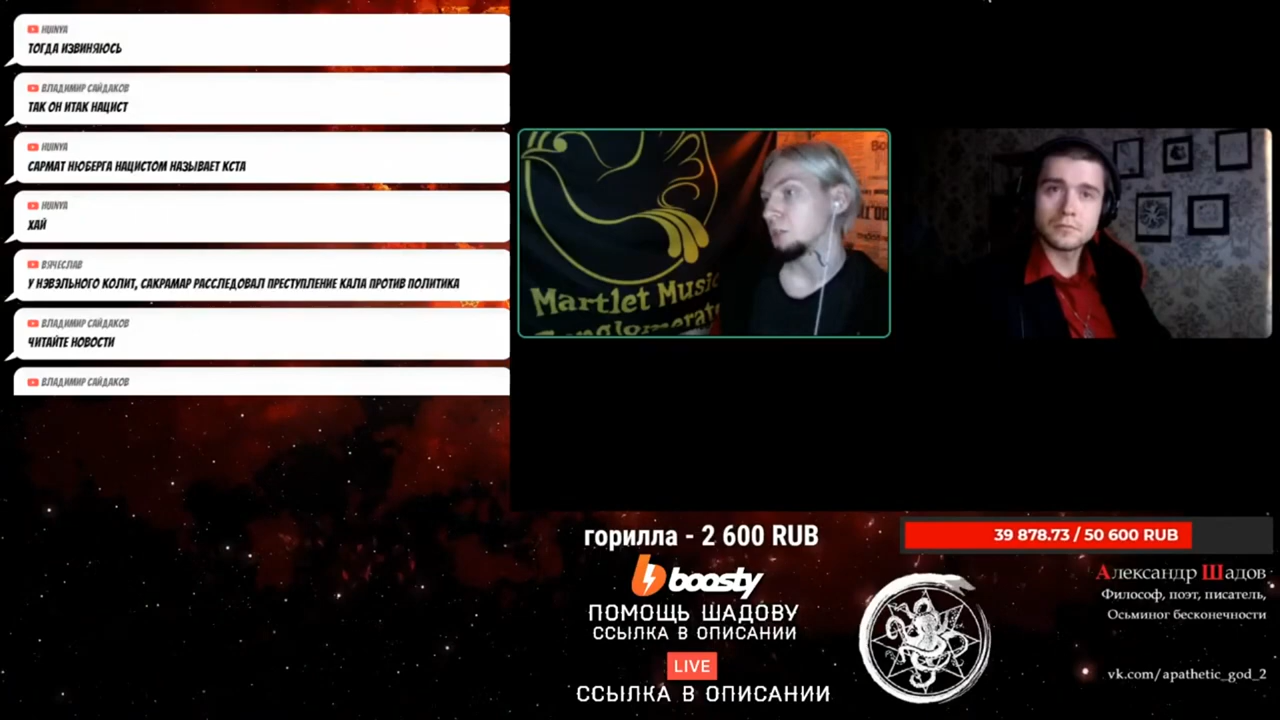 HUINYA
ТОГДА ИЗВИНЯЮСЬ
ВЛАДИМИР САЙДАКОВ
ТАК ОН ИТАК НАЦИСТ
HUINYA
САРМАТ НЮБЕРГА НАЦИСТОМ НАЗЫВАЕТ КСТА
HUINYA
ХАЙ
ВЯЧЕСЛАВ
У НЭВЭЛЬНОГО КОЛИТ, САКРАМАР РАССЛЕДОВАЛ ПРЕСТУПЛЕНИЕ КАЛА ПРОТИВ ПОЛИТИКА
ВЛАДИМИР САЙДАКОВ
ЧИТАЙТЕ НОВОСТИ
ВЛАДИМИР САЙДАКОВ
Martlet Music
Conglomerat
горилла - 2 600 RUB
boosty
ПОМОЩЬ ШАДОВУ
ССЫЛКА В ОПИСАНИИ
LIVE
ССЫЛКА В ОПИСАНИИ
39 878.73 / 50 600 RUB
Александр Шадов
Философ, поэт, писатель,
Осьминог бесконечности
vk.com/apathetic_god_2